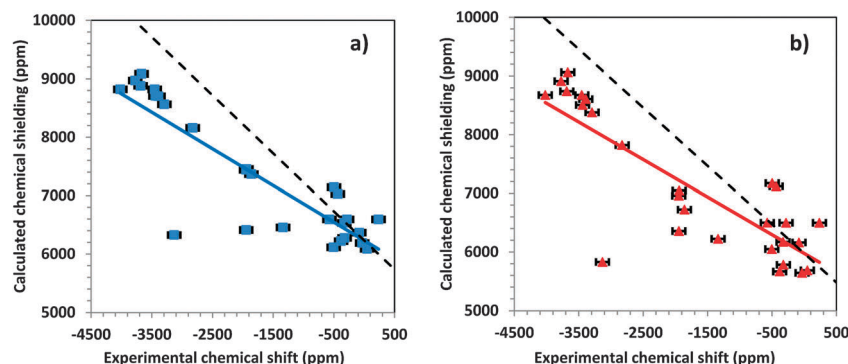 a)
Calculated chemical shielding (ppm)
10000
9000
8000
7000
6000
5000
-4500 -3500 -2500 -1500 -500 500
Experimental chemical shift (ppm)
b)
Calculated chemical shielding (ppm)
10000
9000
8000
7000
6000
5000
-4500 -3500 -2500 -1500 -500 500
Experimental chemical shift (ppm)